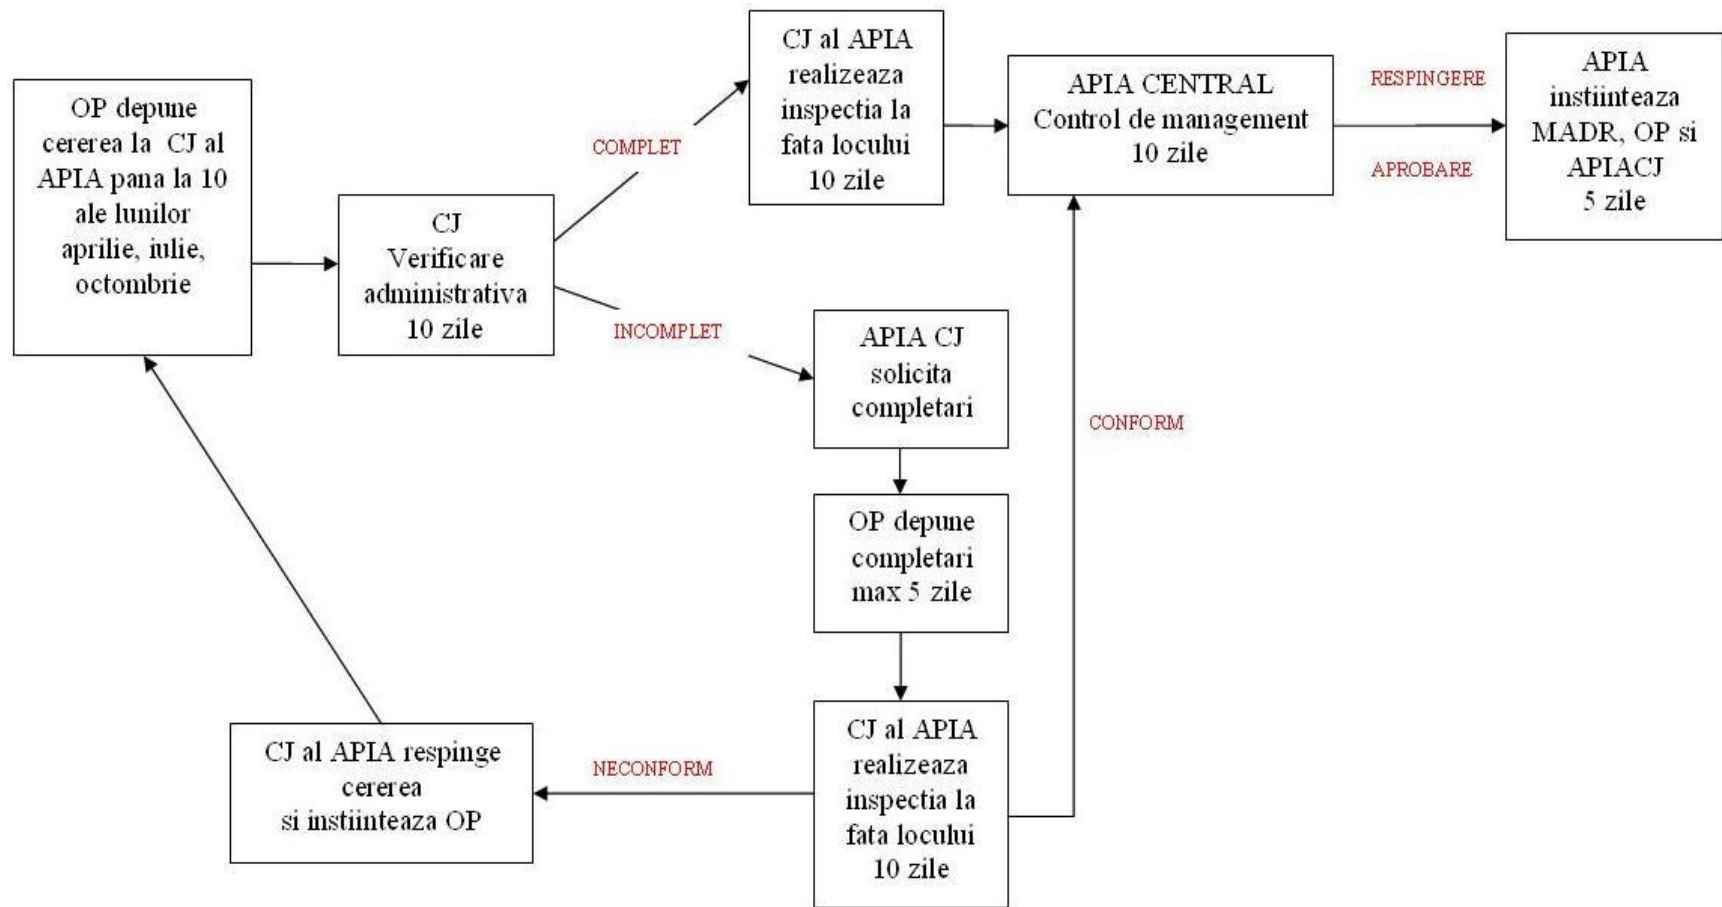 OP depune
cererea la CJ al
APIA pana la 10
ale lunilor
aprilie, iulie,
octombrie
CJ
Verificare
administrativa
10 zile
COMPLET
CJ al APIA
realizeaza
inspectia la
fata locului
10 zile
APIA CENTRAL
Control de management
10 zile
RESPINGERE
APROBARE
APIA
instiinteaza
MADR, OP si
APIACJ
5 zile
INCOMPLET
APIA CJ
solicita
completari
OP depune
completari
max 5 zile
CJ al APIA
realizeaza
inspectia la
fata locului
10 zile
CONFORM
NECONFORM
CJ al APIA respinge
cererea
si instiinteaza OP